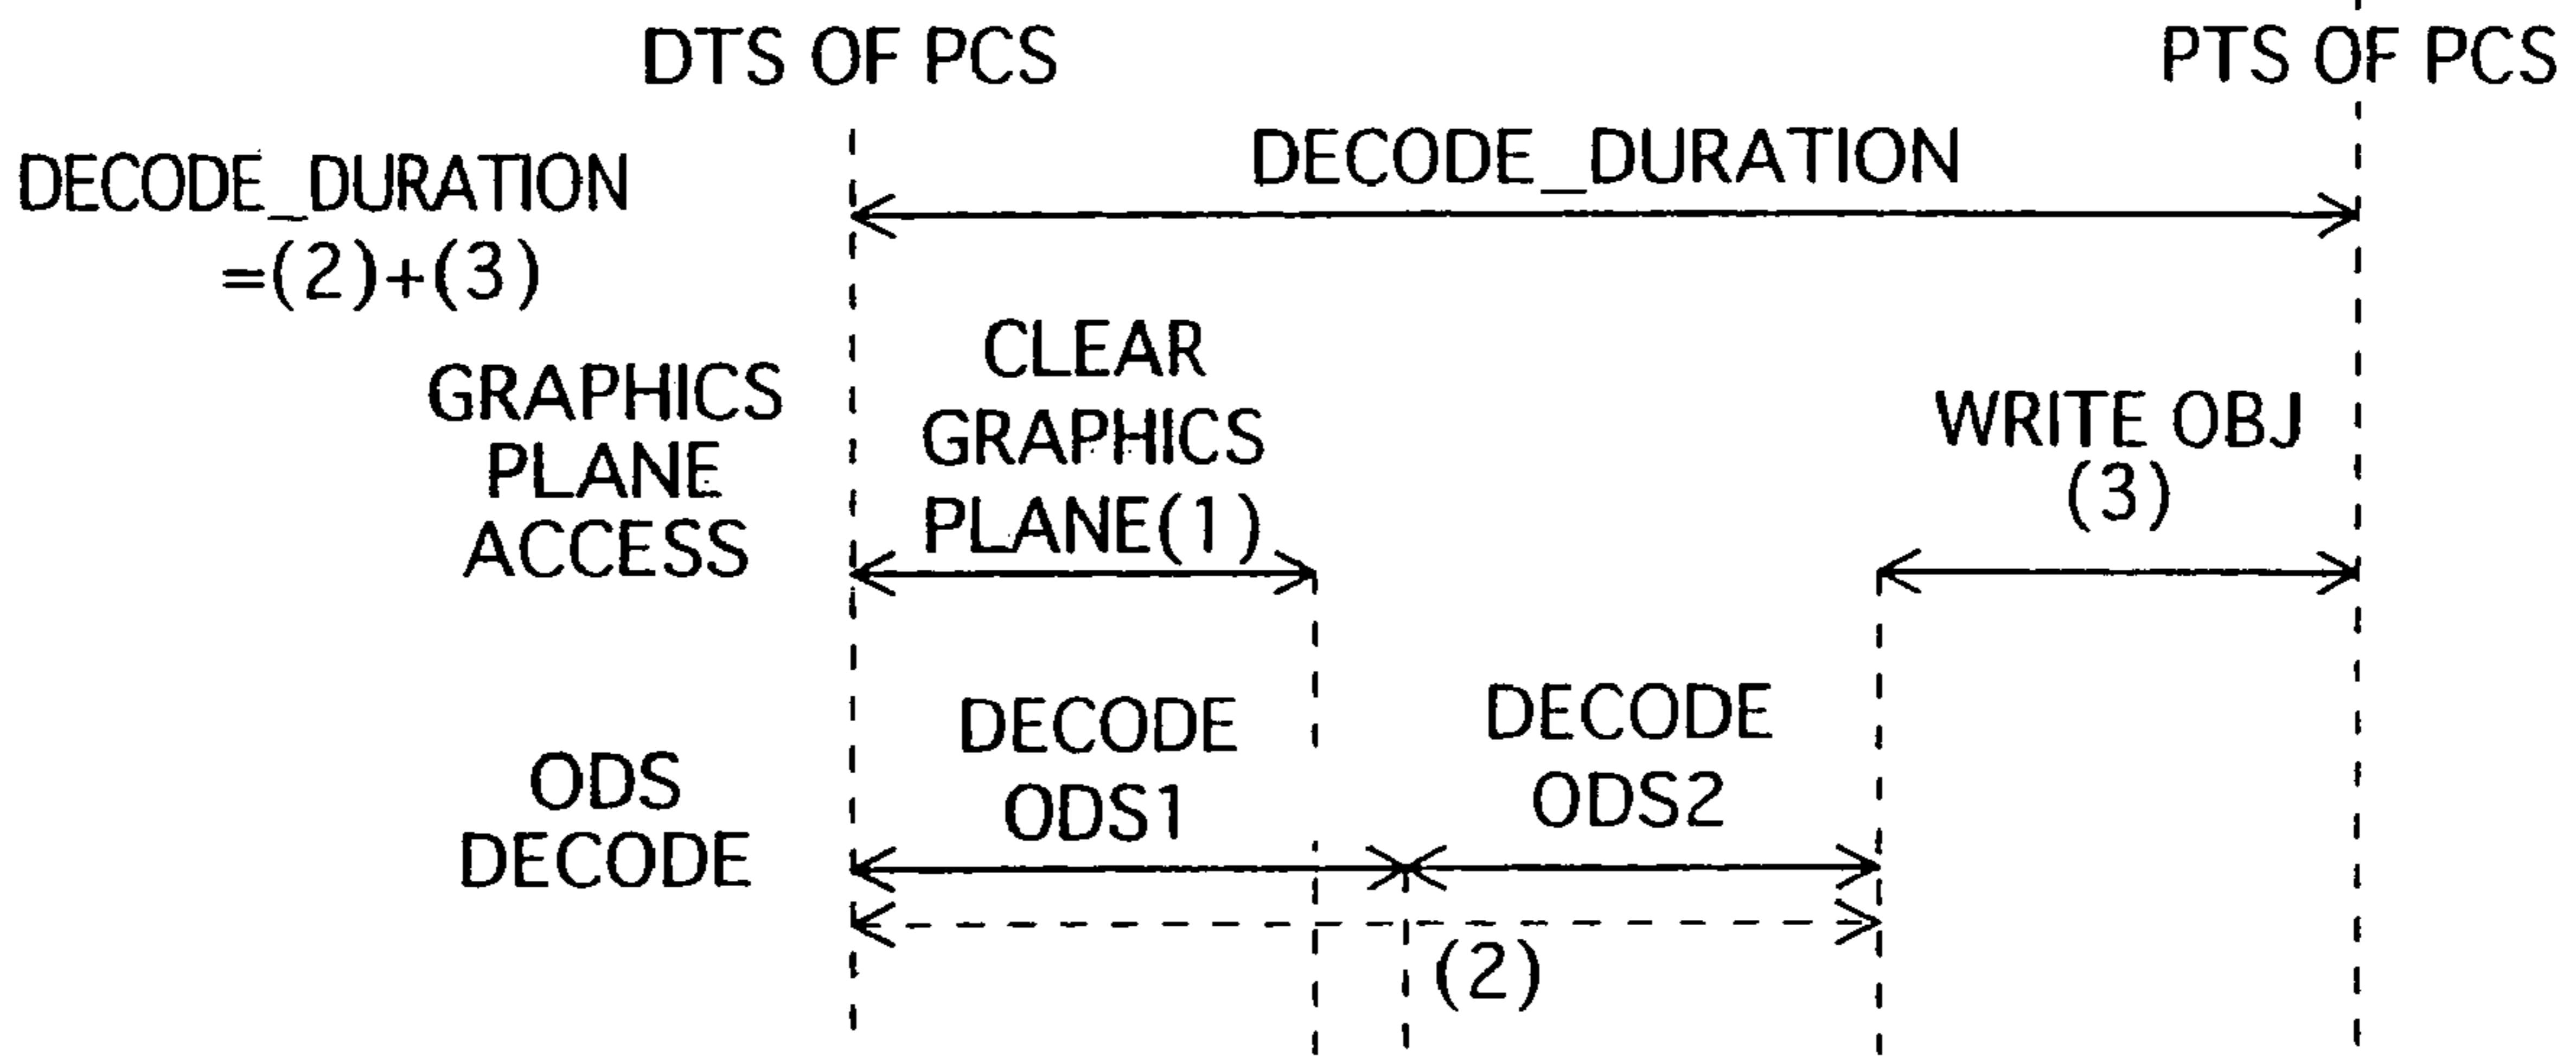 DTS OF PCS
PTS OF PCS
DECODE_DURATION
=(2)+(3)
DECODE_DURATION
GRAPHICS
PLANE
ACCESS
CLEAR
GRAPHICS
PLANE(1)
WRITE OBJ
(3)
ODS
DECODE
DECODE
ODS1
DECODE
ODS2
(2)